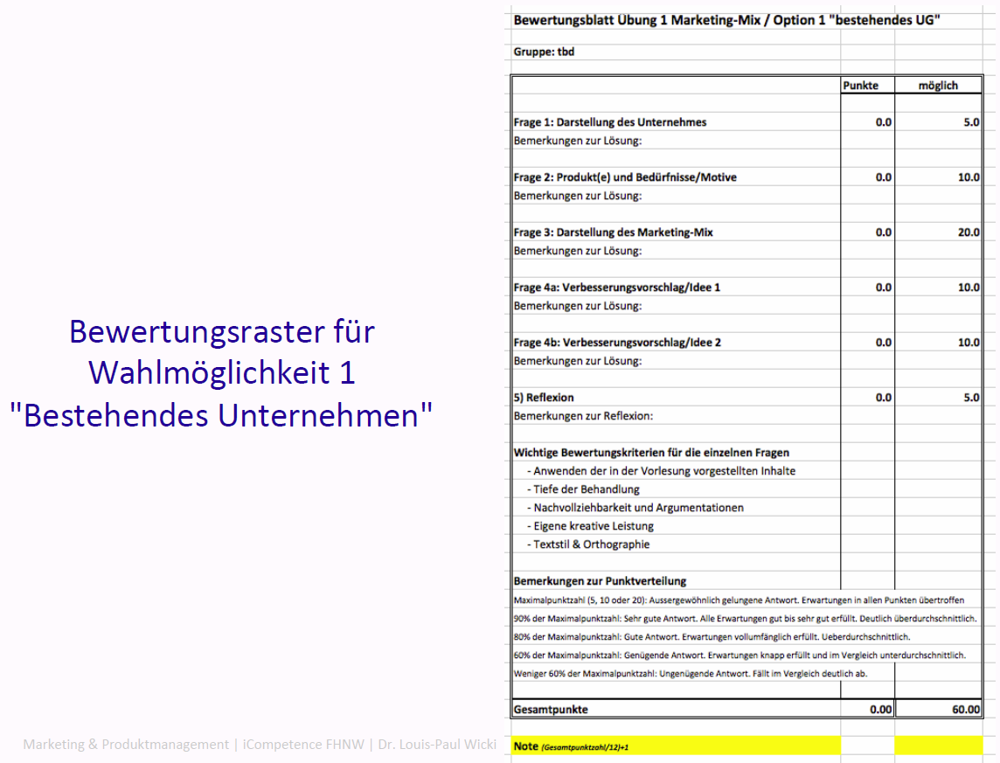 Bewertungsraster für
Wahlmöglichkeit 1
"Bestehendes Unternehmen"
Marketing & Produktmanagement | iCompetence FHNW | Dr. Louis-Paul Wicki
Bewertungsblatt Übung 1 Marketing-Mix / Option 1 "bestehendes UG"
Gruppe: tbd
Punkte möglich
Frage 1: Darstellung des Unternehmes 0.0 5.0
Bemerkungen zur Lösung:
Frage 2: Produkt(e) und Bedürfnisse/Motive 0.0 10.0
Bemerkungen zur Lösung:
Frage 3: Darstellung des Marketing-Mix 0.0 20.0
Bemerkungen zur Lösung:
Frage 4a: Verbesserungsvorschlag/Idee 1 0.0 10.0
Bemerkungen zur Lösung:
Frage 4b: Verbesserungsvorschlag/Idee 2 0.0 10.0
Bemerkungen zur Lösung:
5) Reflexion 0.0 5.0
Bemerkungen zur Reflexion:
Wichtige Bewertungskriterien für die einzelnen Fragen
- Anwenden der in der Vorlesung vorgestellten Inhalte
- Tiefe der Behandlung
- Nachvollziehbarkeit und Argumentationen
- Eigene kreative Leistung
- Textstil & Orthographie
Bemerkungen zur Punktverteilung
Maximalpunktzahl (5, 10 oder 20): Aussergewöhnlich gelungene Antwort. Erwartungen in allen Punkten übertroffen
90% der Maximalpunktzahl: Sehr gute Antwort. Alle Erwartungen gut bis sehr gut erfüllt. Deutlich überdurchschnittlich.
80% der Maximalpunktzahl: Gute Antwort. Erwartungen vollumfänglich erfüllt. Ueberdurchschnittlich.
60% der Maximalpunktzahl: Genügende Antwort. Erwartungen knapp erfüllt und im Vergleich unterdurchschnittlich.
Weniger 60% der Maximalpunktzahl: Ungenügende Antwort. Fällt im Vergleich deutlich ab.
Gesamtpunkte 0.00 60.00
Note (Gesamtpunktzahl/12)+1